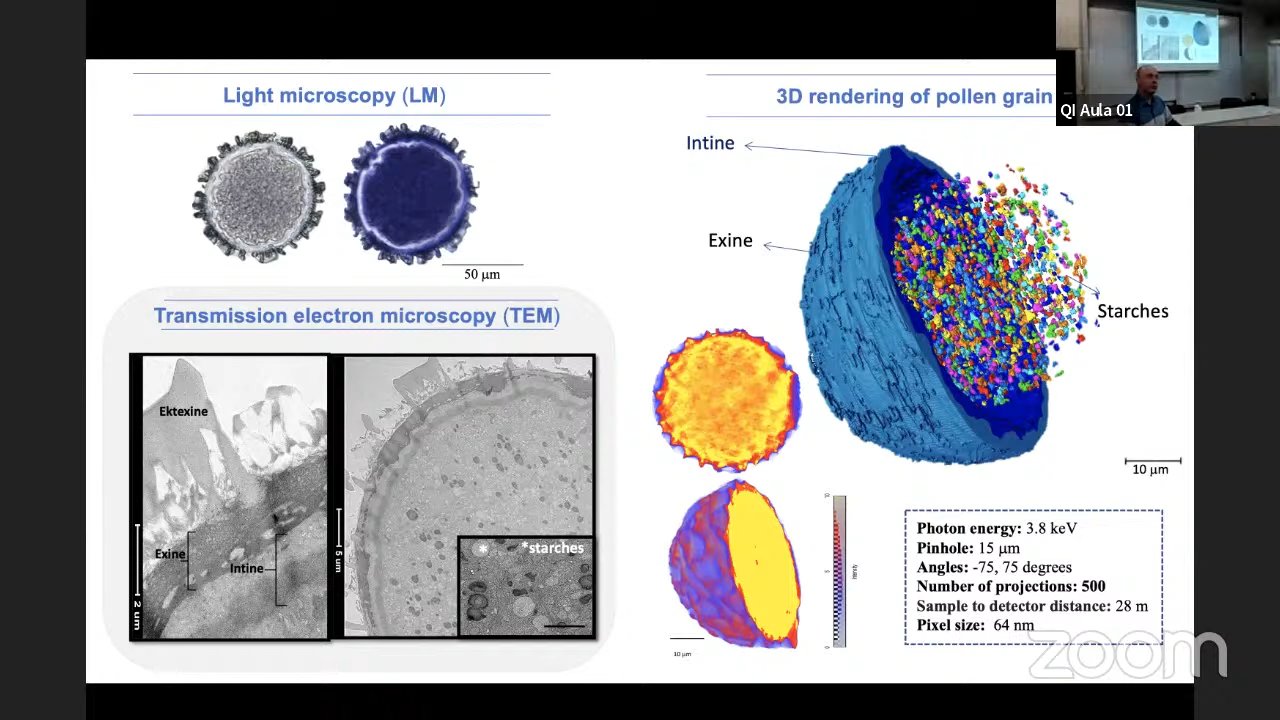 Light microscopy (LM)
50 µm
Transmission electron microscopy (TEM)
Ektexine
Exine
Intine
2 um
5 um
*
*starches
3D rendering of pollen grain
QI Aula 01
Intine
Exine
Starches
10 µm
10 µm
Photon energy: 3.8 keV
Pinhole: 15 µm
Angles: -75, 75 degrees
Number of projections: 500
Sample to detector distance: 28 m
Pixel size: 64 nm
zoom